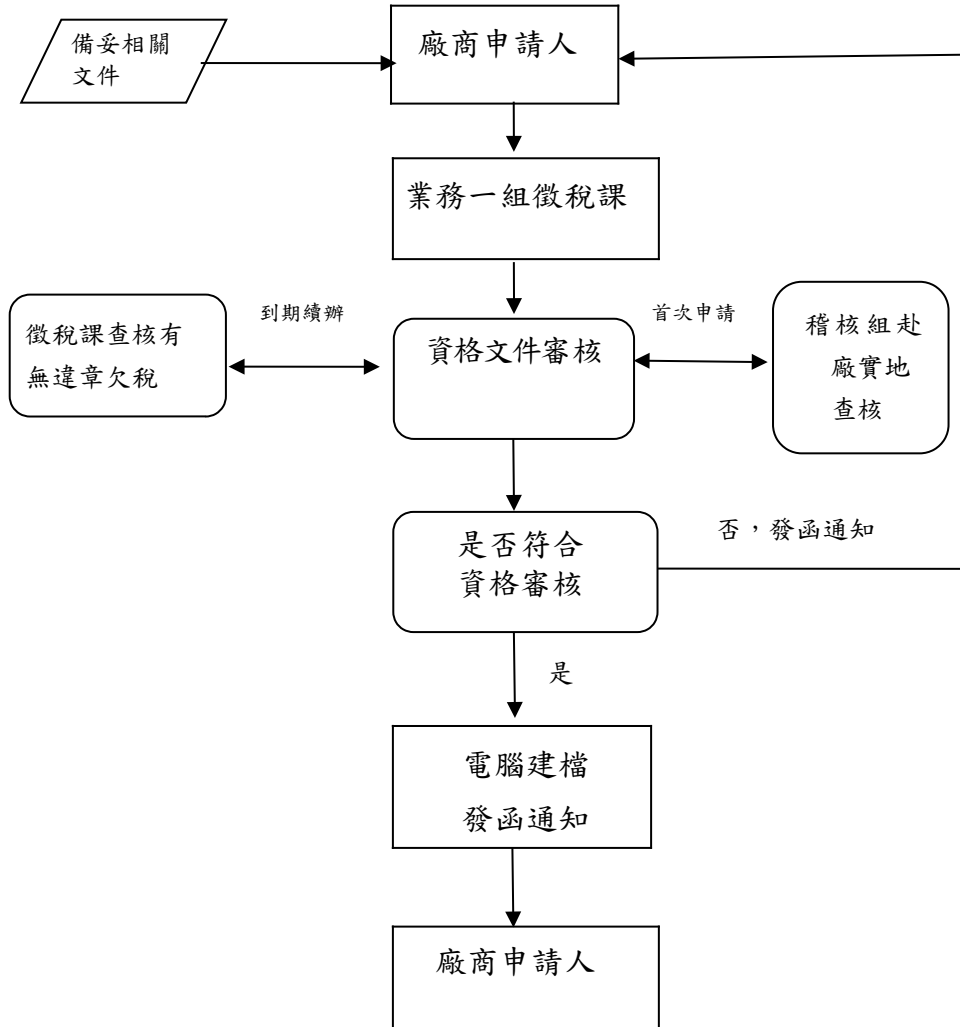 備妥相關
文件
廠商申請人
業務一組徵稅課
徵稅課查核有
無違章欠稅
到期續辦
資格文件審核
首次申請
稽核組赴
廠實地
查核
是否符合
資格審核
否，發函通知
是
電腦建檔
發函通知
廠商申請人